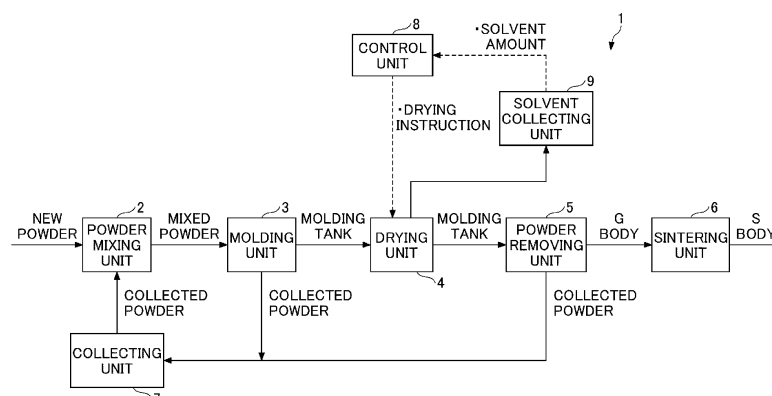 1
8
CONTROL
UNIT
·SOLVENT
AMOUNT
9
SOLVENT
COLLECTING
UNIT
·DRYING
INSTRUCTION
NEW
POWDER
2
POWDER
MIXING
UNIT
MIXED
POWDER
3
MOLDING
UNIT
MOLDING
TANK
DRYING
UNIT
4
MOLDING
TANK
5
POWDER
REMOVING
UNIT
G
BODY
6
SINTERING
UNIT
S
BODY
COLLECTED
POWDER
COLLECTED
POWDER
COLLECTED
POWDER
COLLECTING
UNIT
7